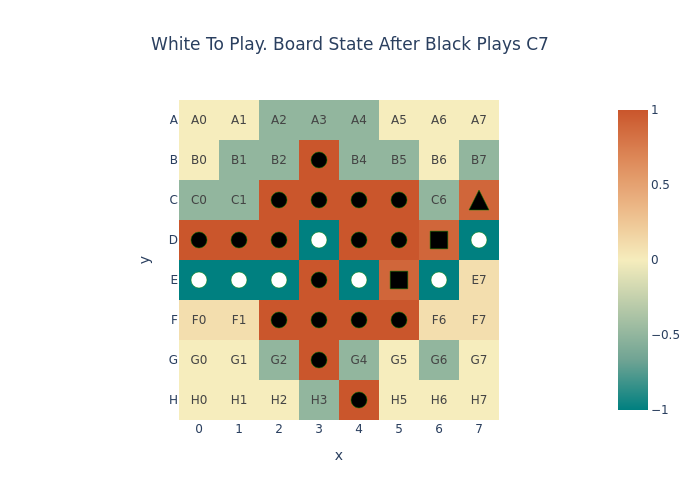 White To Play. Board State After Black Plays C7
A A0 A1 A2 A3 A4 A5 A6 A7
B B0 B1 B2 B4 B5 B6 B7
C C0 C1 C6
D
E E7
F F0 F1 F6 F7
G G0 G1 G2 G4 G5 G6 G7
H H0 H1 H2 H3 H5 H6 H7
0 1 2 3 4 5 6 7
x
y
1
0.5
0
−0.5
−1